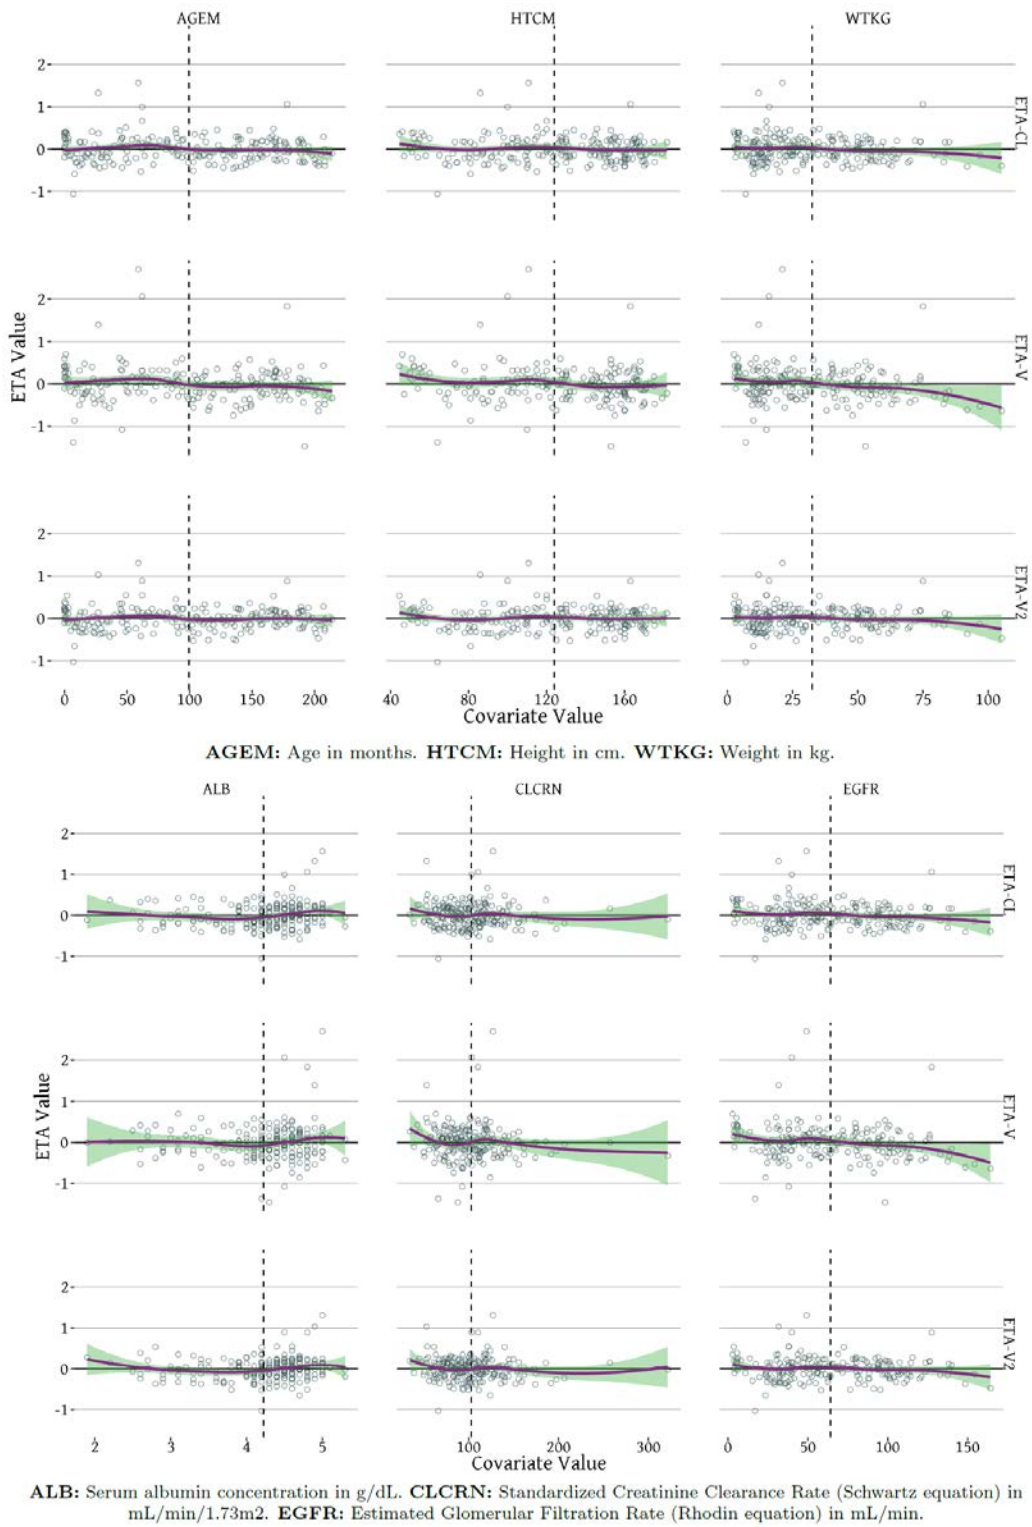 AGEM HTCM WTKG
2
1
0
-1
ETA-CL
2
1
0
-1
ETA-V
ETA Value
2
1
0
-1
ETA-V2
0 50 100 150 200 40 80 120 160 0 25 50 75 100
Covariate Value
AGEM: Age in months. HTCM: Height in cm. WTKG: Weight in kg.
ALB CLCRN EGFR
2
1
0
-1
ETA-CL
2
1
0
-1
ETA-V
ETA Value
2
1
0
-1
ETA-V2
2 3 4 5 100 200 300 0 50 100 150
Covariate Value
ALB: Serum albumin concentration in g/dL. CLCRN: Standardized Creatinine Clearance Rate (Schwartz equation) in
mL/min/1.73m2. EGFR: Estimated Glomerular Filtration Rate (Rhodin equation) in mL/min.